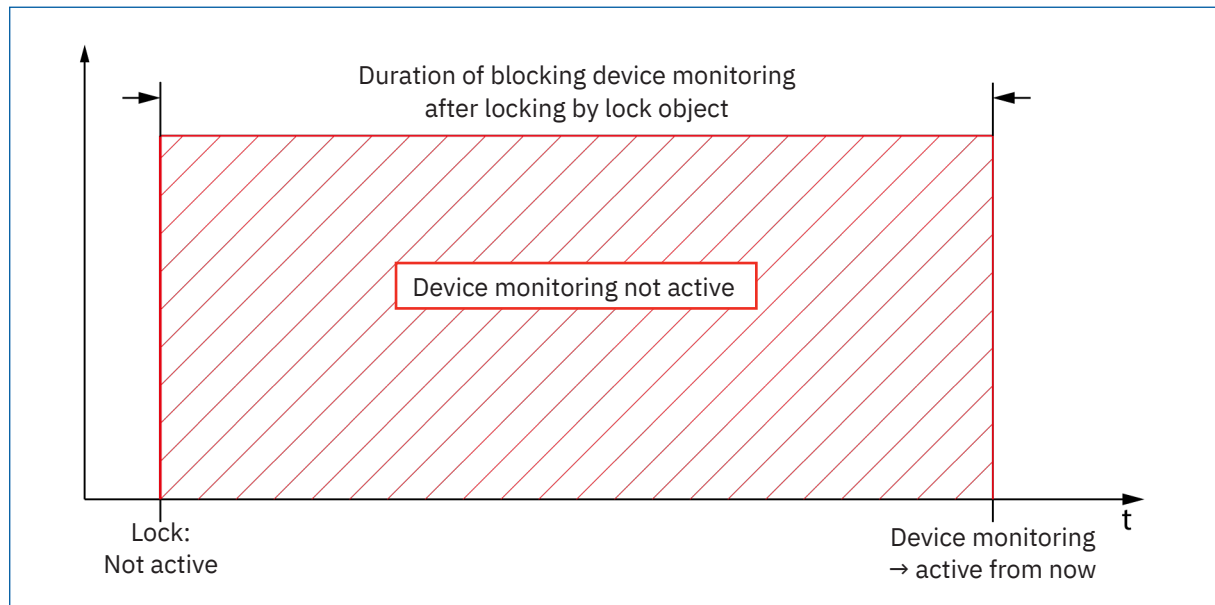 Duration of blocking device monitoring
after locking by lock object
Device monitoring not active
t
Lock:
Not active
Device monitoring
→ active from now